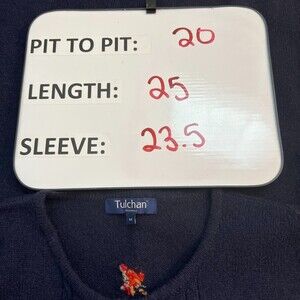 PIT TO PIT: 20
LENGTH: 25
SLEEVE: 23.5
Tulchan
M